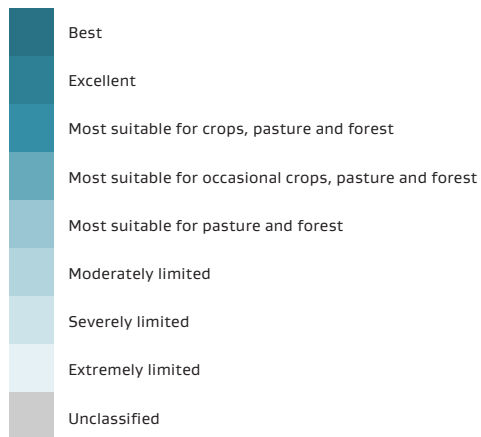 Best
Excellent
Most suitable for crops, pasture and forest
Most suitable for occasional crops, pasture and forest
Most suitable for pasture and forest
Moderately limited
Severely limited
Extremely limited
Unclassified